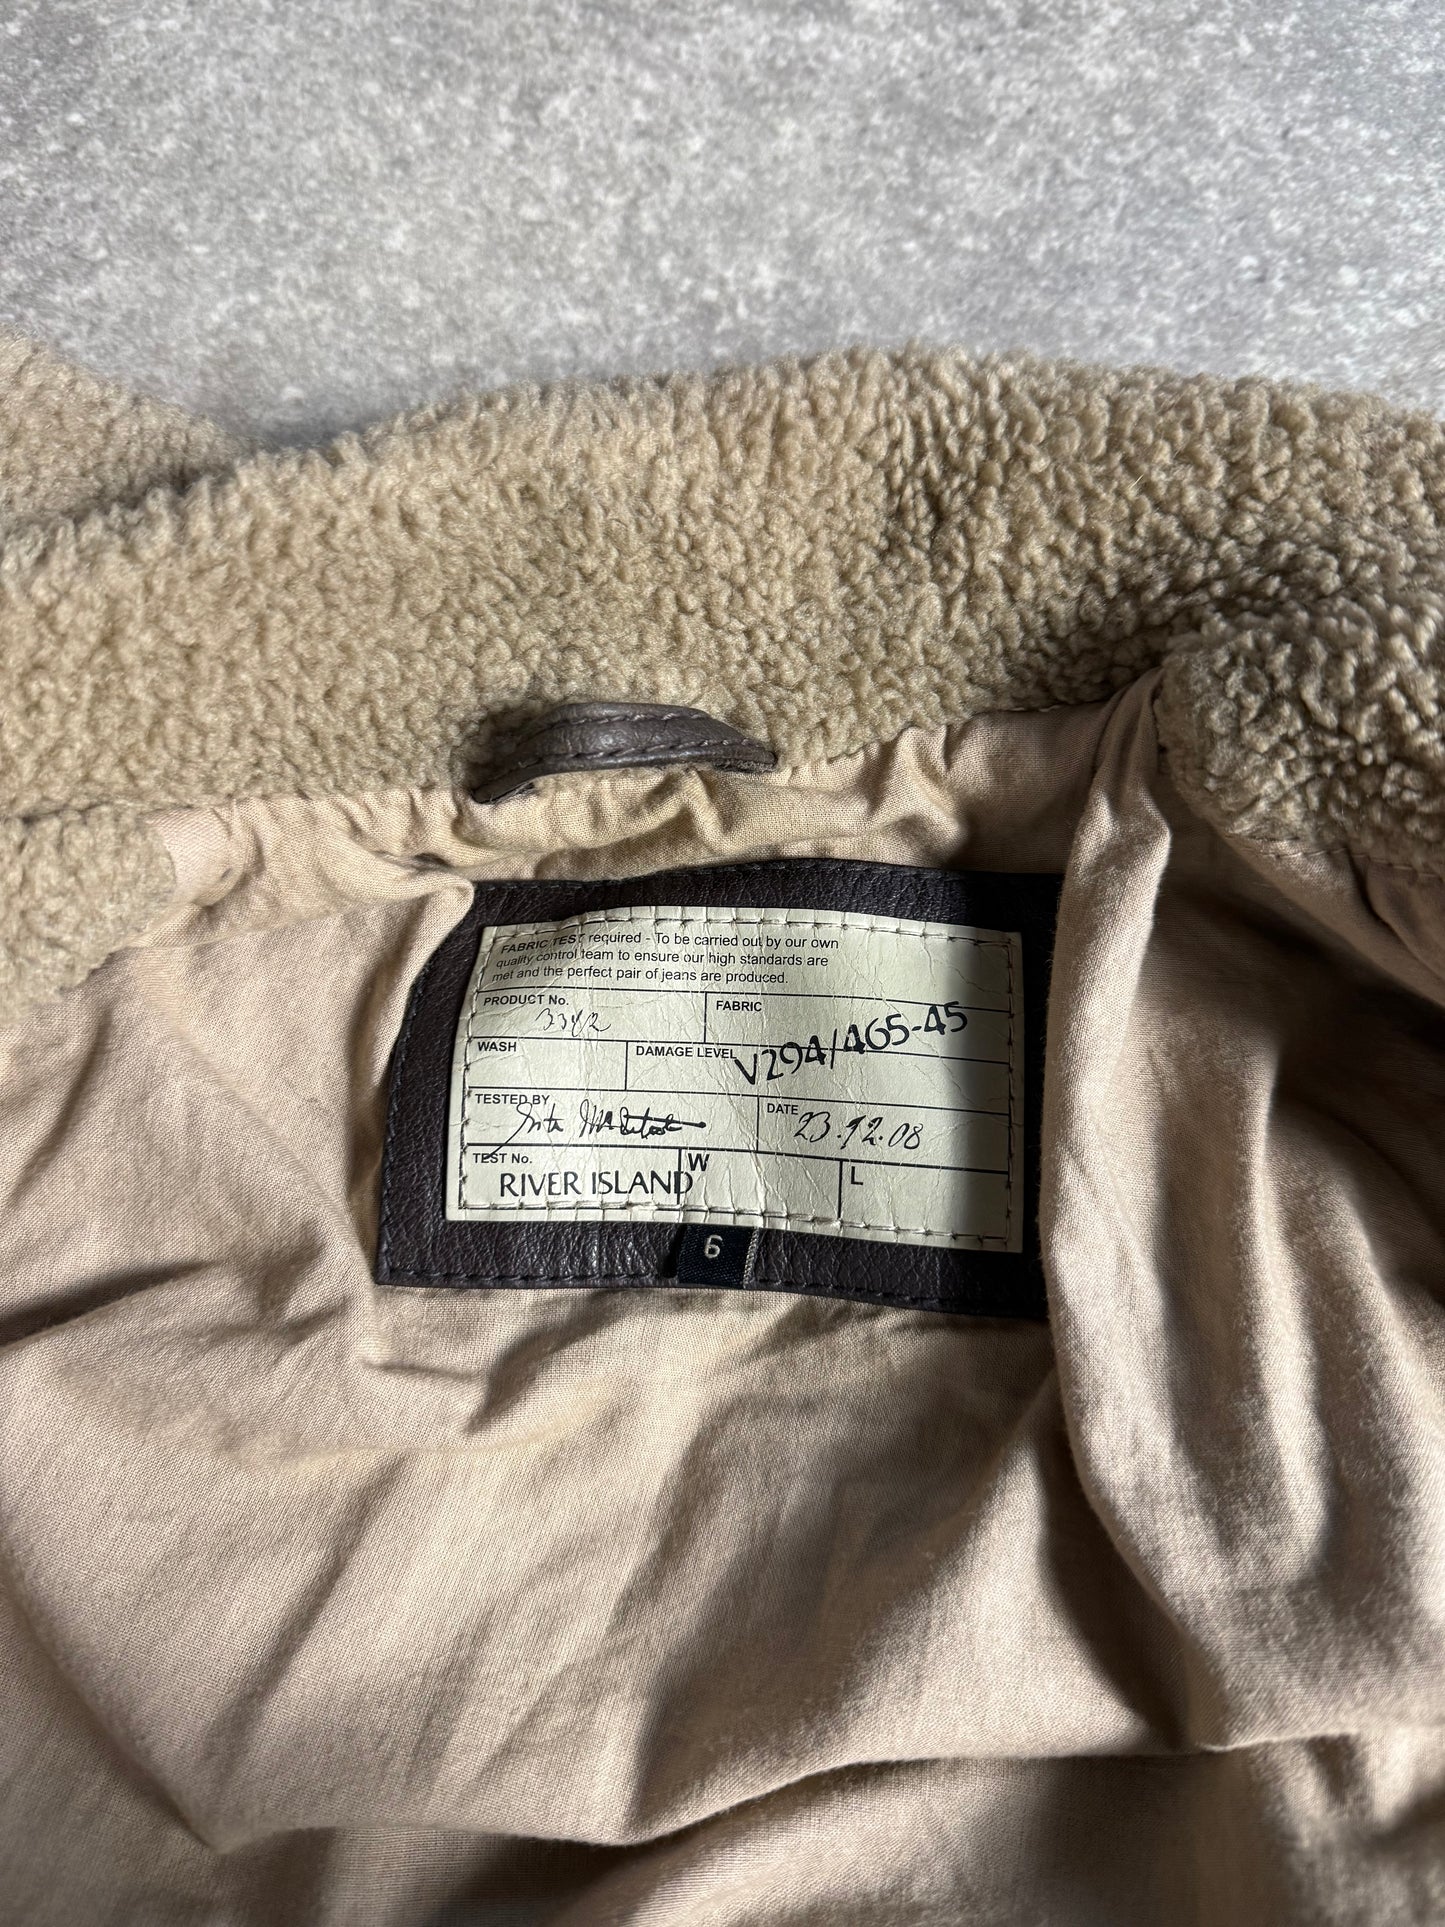 FABRIC TEST required - To be carried out by our own
quality control team to ensure our high standards are
met and the perfect pair of jeans are produced.
PRODUCT No.
3342
FABRIC
V294/465-45
WASH
DAMAGE LEVEL
TESTED BY
DATE
23.12.08
TEST No.
RIVER ISLAND
W
L
6